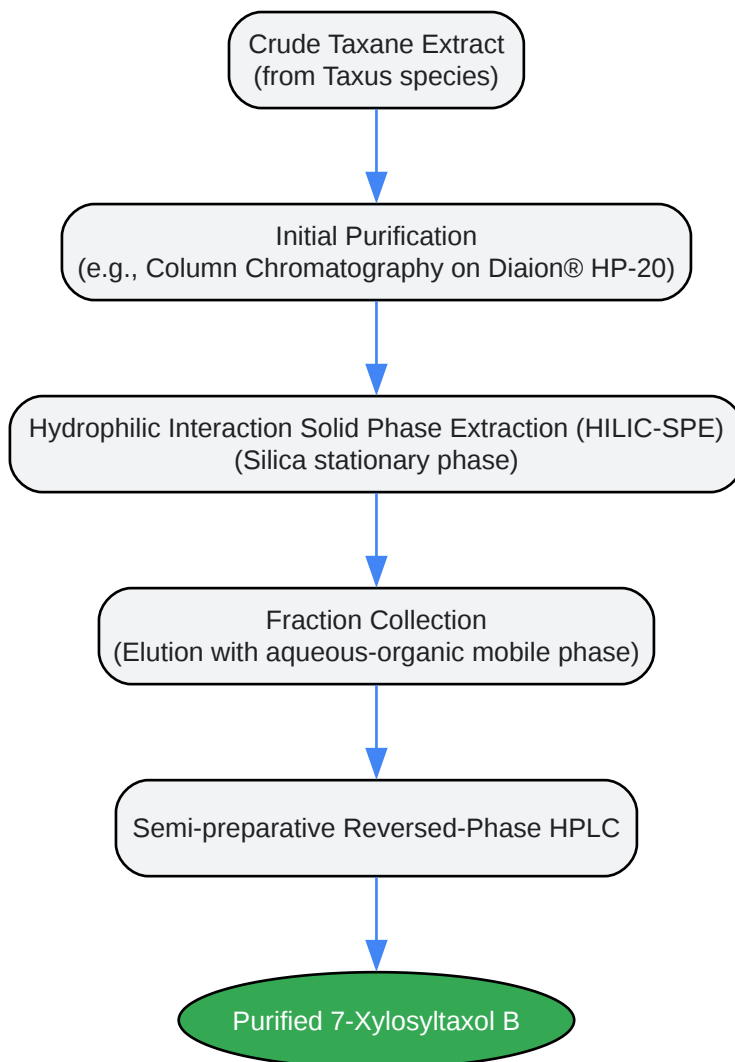 Crude Taxane Extract
(from Taxus species)
Initial Purification
(e.g., Column Chromatography on Diaion® HP-20)
Hydrophilic Interaction Solid Phase Extraction (HILIC-SPE)
(Silica stationary phase)
Fraction Collection
(Elution with aqueous-organic mobile phase)
Semi-preparative Reversed-Phase HPLC
Purified 7-Xylosyltaxol B